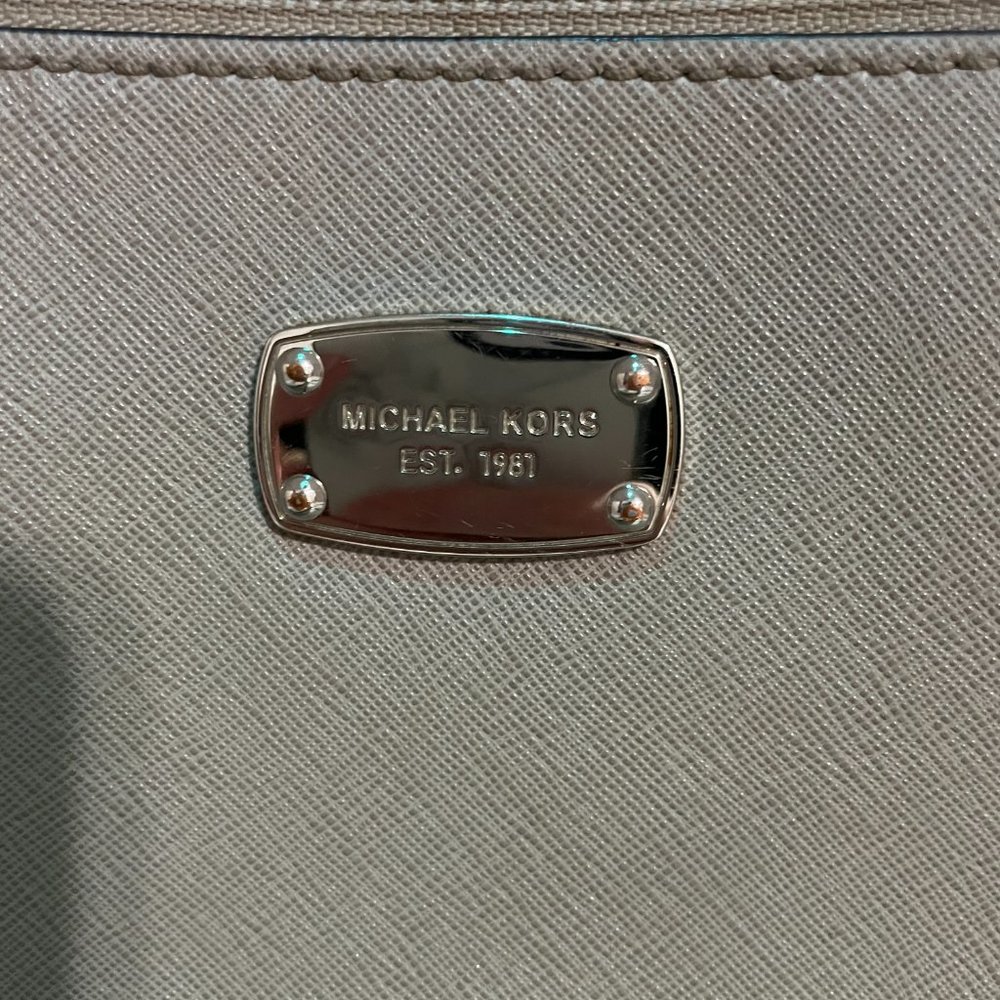 MICHAEL KORS
EST. 1981